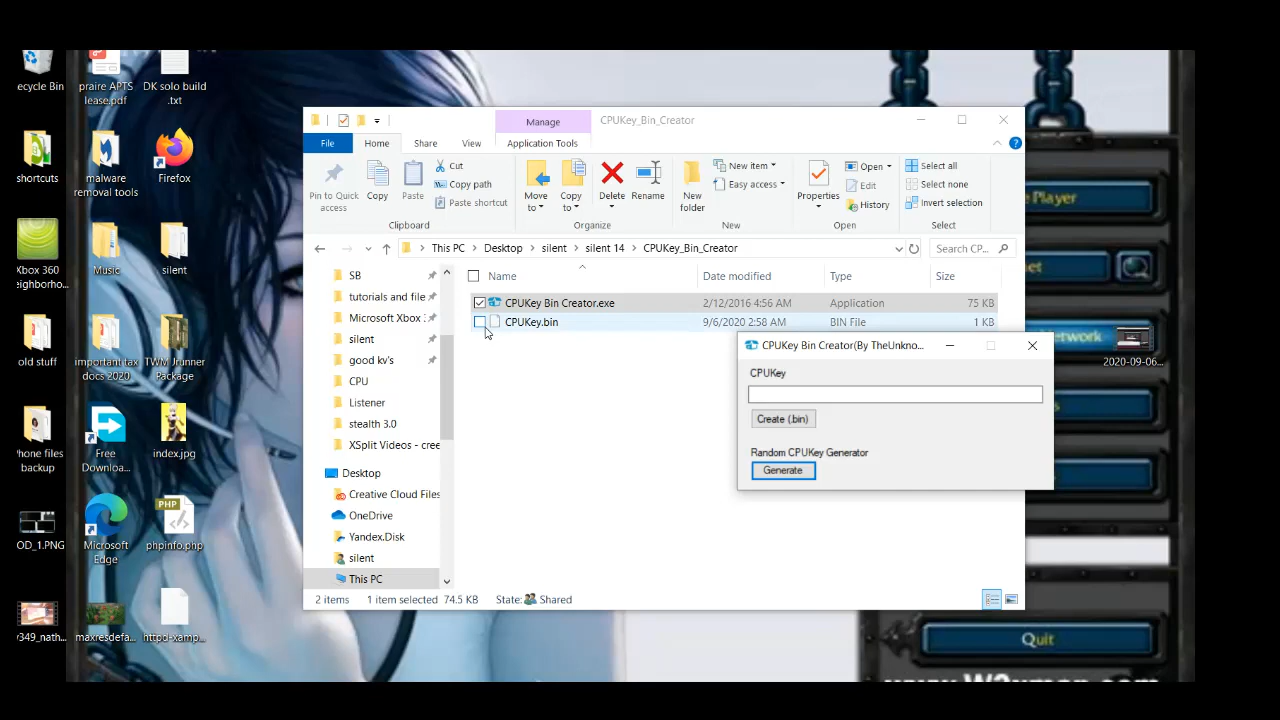 ecycle Bin
praire APTS
lease.pdf
DK solo build
.txt
shortcuts
malware
removal tools
Firefox
Xbox 360
eighborho...
Music
silent
old stuff
important tax
docs 2020
TWM Jrunner
Package
hone files
backup
Free
Downloa...
index.jpg
OD_1.PNG
Microsoft
Edge
PHP
phpinfo.php
v349_nath...
maxresdefa...
httpd-xamp...
Manage
CPUKey_Bin_Creator
File
Home
Share
View
Application Tools
Pin to Quick
access
Copy
Paste
Cut
Copy path
Paste shortcut
Clipboard
Move
to
Copy
to
Delete
Rename
Organize
New
folder
New item
Easy access
New
Properties
Open
Edit
History
Open
Select all
Select none
Invert selection
Select
This PC
Desktop
silent
silent 14
CPUKey_Bin_Creator
Search CP...
SB
tutorials and file
Microsoft Xbox
silent
good kv's
CPU
Listener
stealth 3.0
XSplit Videos - cree
Desktop
Creative Cloud Files
OneDrive
Yandex.Disk
silent
This PC
Name
Date modified
Type
Size
CPUKey Bin Creator.exe
2/12/2016 4:56 AM
Application
75 KB
CPUKey.bin
9/6/2020 2:58 AM
BIN File
1 KB
CPUKey Bin Creator(By TheUnkno...
CPUKey
Create (.bin)
Random CPUKey Generator
Generate
2 items
1 item selected
74.5 KB
State:
Shared
e Player
et
etwork
2020-09-06...
s
Quit